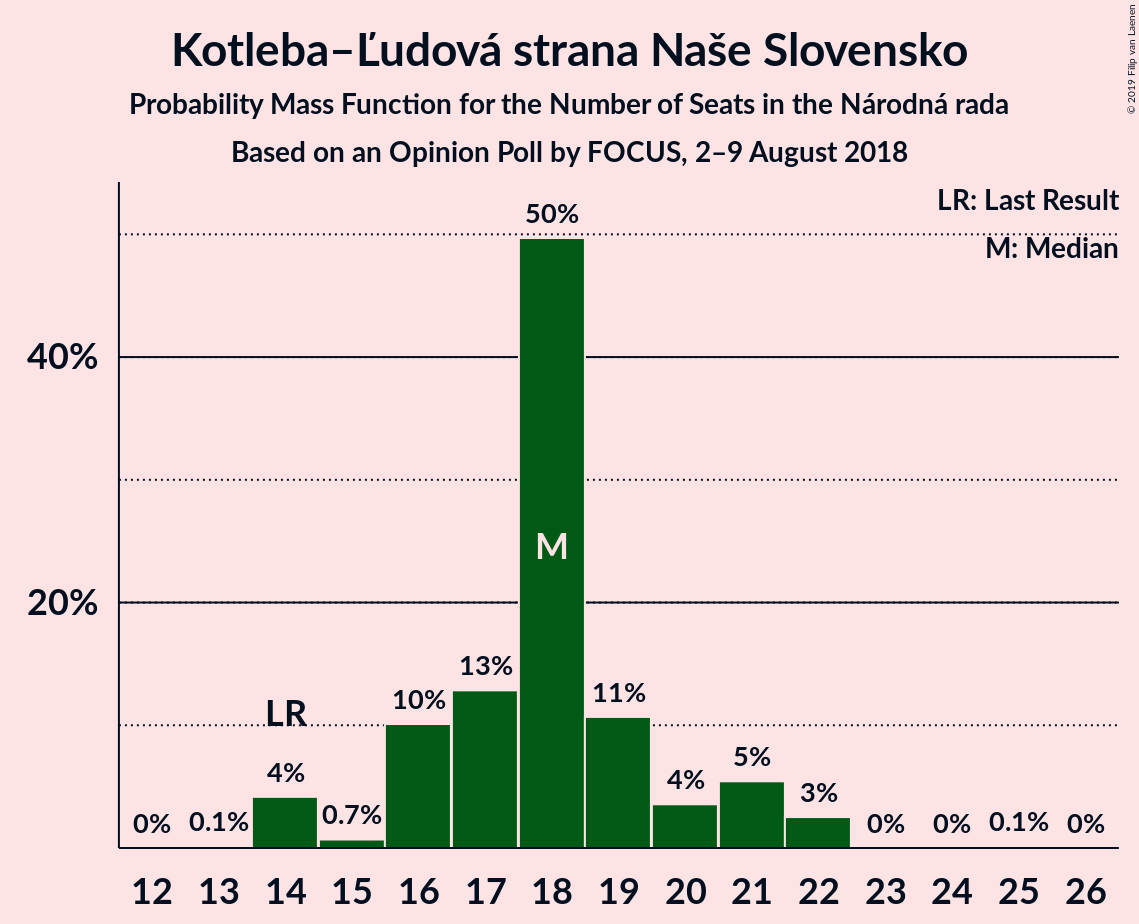 Kotleba–Ľudová strana Naše Slovensko
Probability Mass Function for the Number of Seats in the Národná rada
Based on an Opinion Poll by FOCUS, 2–9 August 2018
© 2019 Filip van Laenen
LR: Last Result
M: Median
50%
40%
20%
M
13%
11%
10%
LR
5%
4%
4%
3%
0.7%
0%
0.1%
0%
0%
0.1%
0%
12 13 14 15 16 17 18 19 20 21 22 23 24 25 26